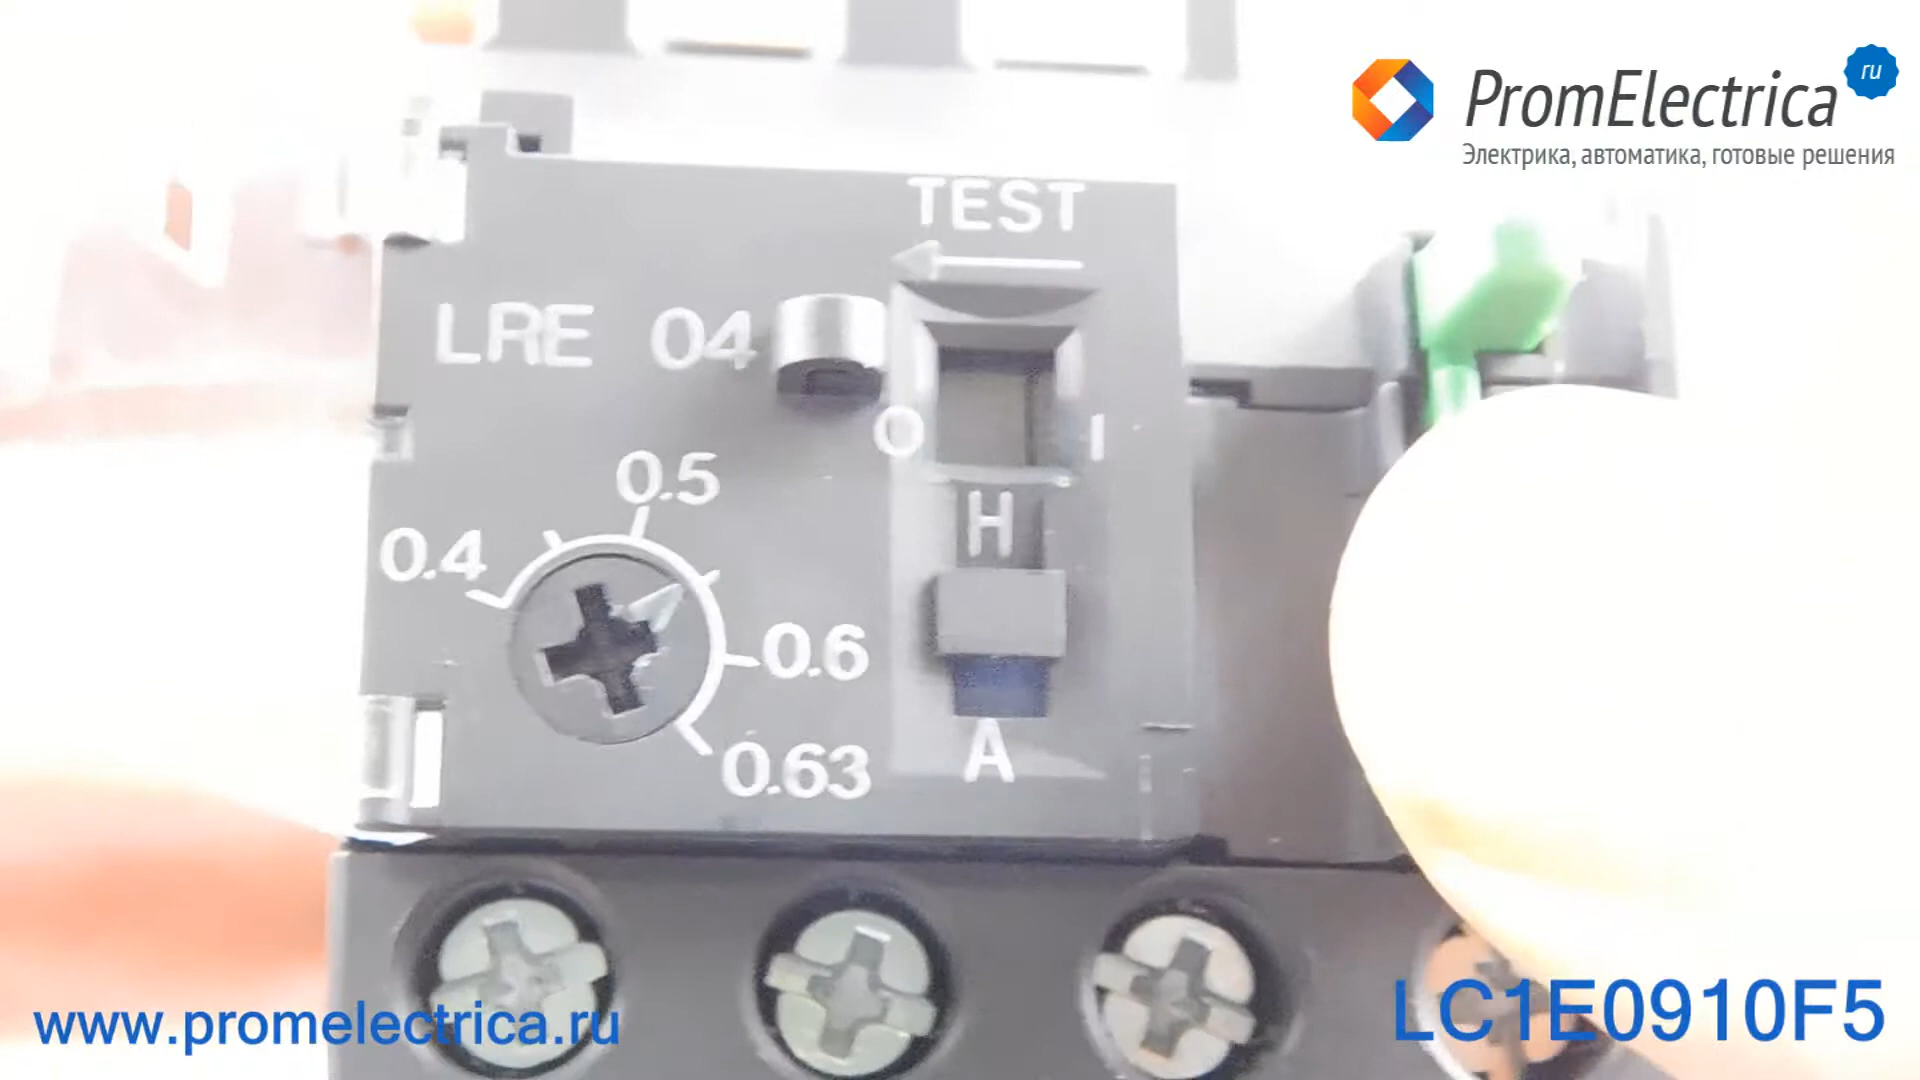 PromElectrica ru
Электрика, автоматика, готовые решения
TEST
LRE 04
O I
H
0.5
0.4
0.6
0.63
A
www.promelectrica.ru
LC1E0910F5